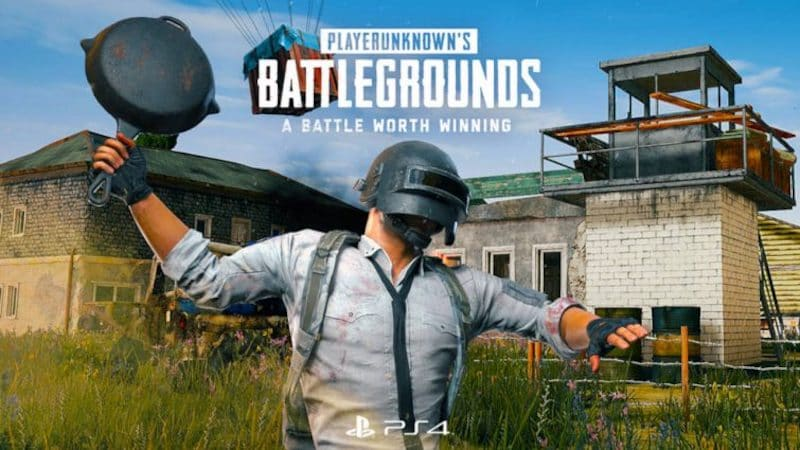 PLAYERUNKNOWN'S
BATTLEGROUNDS
A BATTLE WORTH WINNING
PS4